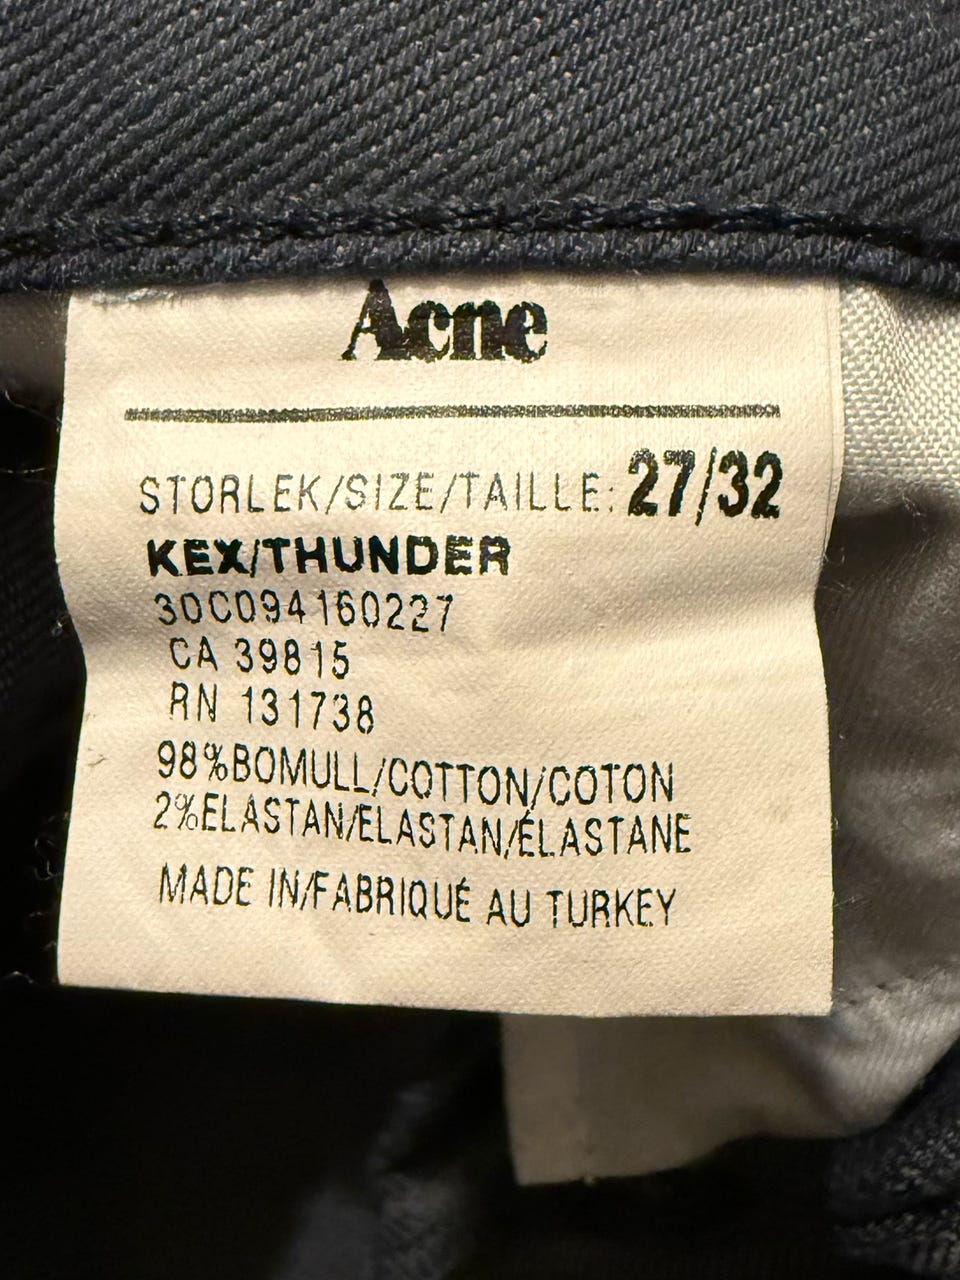 Acne
STORLEK/SIZE/TAILLE: 27/32
KEX/THUNDER
30C094160227
CA 39815
RN 131738
98%BOMULL/COTTON/COTON
2%ELASTAN/ELASTAN/ÉLASTANE
MADE IN/FABRIQUÉ AU TURKEY